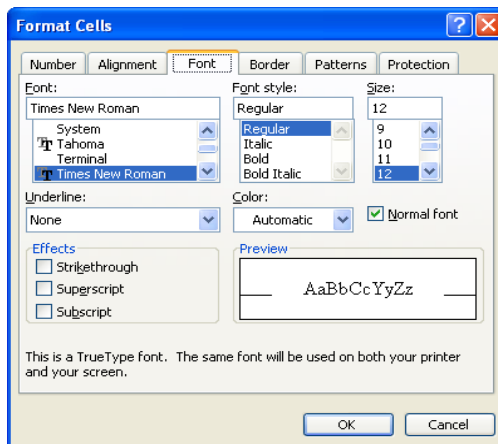 Format Cells
Number Alignment Font Border Patterns Protection
Font: Font style: Size:
Times New Roman Regular 12
System Regular 9
Tahoma Italic 10
Terminal Bold 11
Times New Roman Bold Italic 12
Underline: Color:
None Automatic Normal font
Effects Preview
Strikethrough
Superscript AaBbCcYyZz
Subscript
This is a TrueType font. The same font will be used on both your printer
and your screen.
OK Cancel